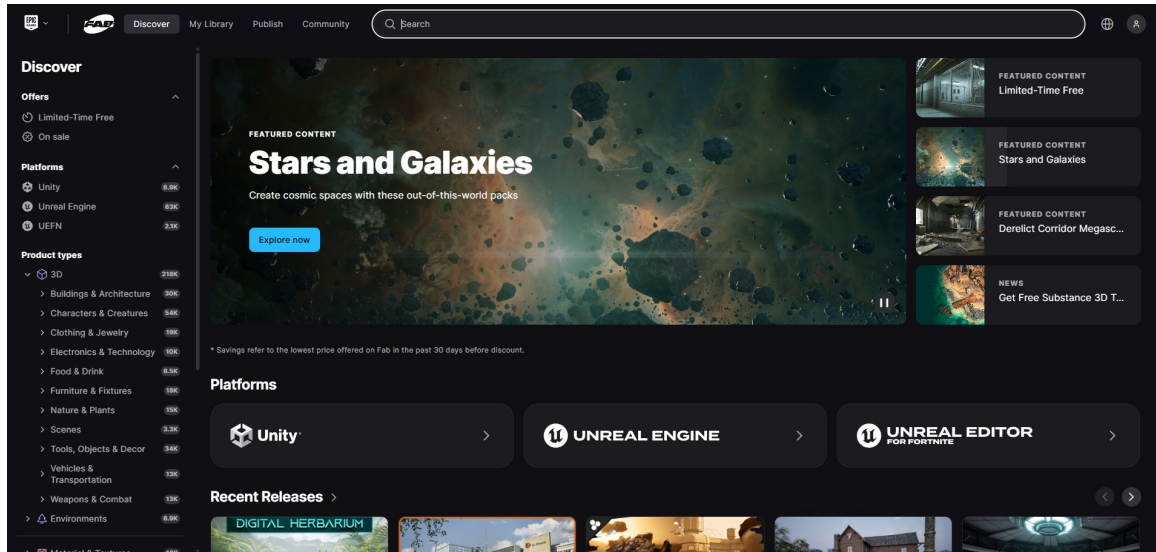 EPIC GAMES
FAB
Discover
My Library
Publish
Community
Search
Discover
Offers
Limited-Time Free
On sale
Platforms
Unity 6.9K
Unreal Engine 63K
UEFN 2.1K
Product types
3D 218K
Buildings & Architecture 30K
Characters & Creatures 54K
Clothing & Jewelry 19K
Electronics & Technology 10K
Food & Drink 8.5K
Furniture & Fixtures 18K
Nature & Plants 15K
Scenes 3.3K
Tools, Objects & Decor 34K
Vehicles &
Transportation 13K
Weapons & Combat 13K
Environments 6.9K
FEATURED CONTENT
Stars and Galaxies
Create cosmic spaces with these out-of-this-world packs
Explore now
FEATURED CONTENT
Limited-Time Free
FEATURED CONTENT
Stars and Galaxies
FEATURED CONTENT
Derelict Corridor Megasc...
NEWS
Get Free Substance 3D T...
* Savings refer to the lowest price offered on Fab in the past 30 days before discount.
Platforms
Unity
UNREAL ENGINE
UNREAL EDITOR
FOR FORTNITE
Recent Releases
DIGITAL HERBARIUM